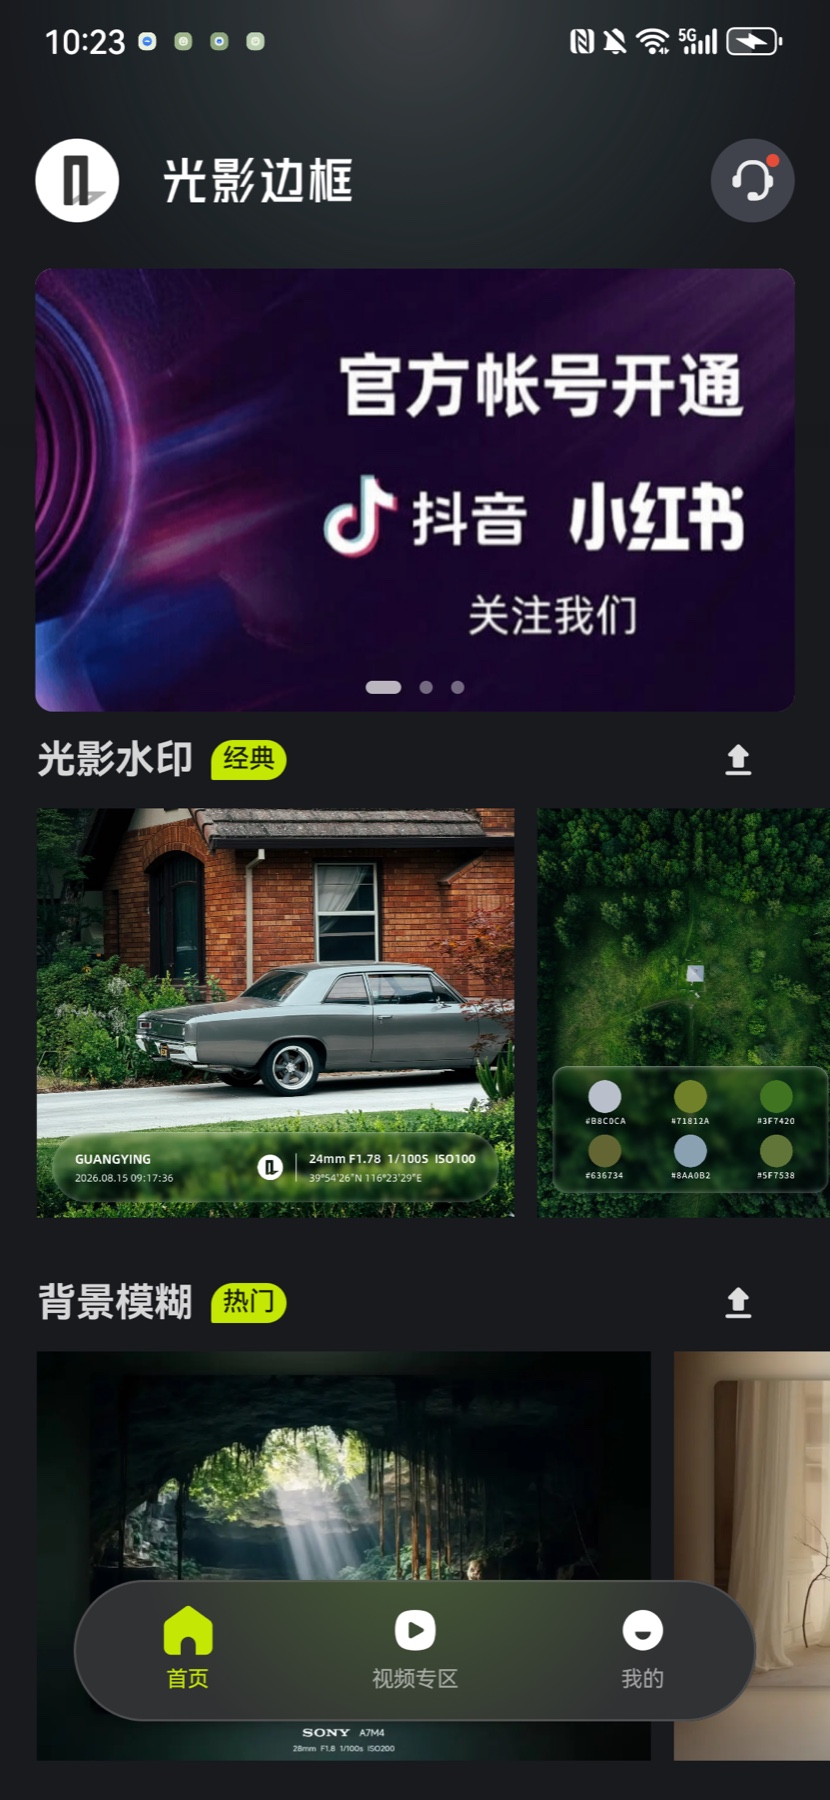 10:23
5G
光影边框
官方帐号开通
抖音 小红书
关注我们
光影水印 经典
GUANGYING
2026.08.15 09:17:36
24mm F1.78 1/100S ISO100
39°54'26"N 116°23'29"E
#B8C0CA #71812A #3F7420
#636734 #8AA0B2 #5F7538
背景模糊 热门
首页 视频专区 我的
SONY A7M4
28mm F1.8 1/100s ISO200